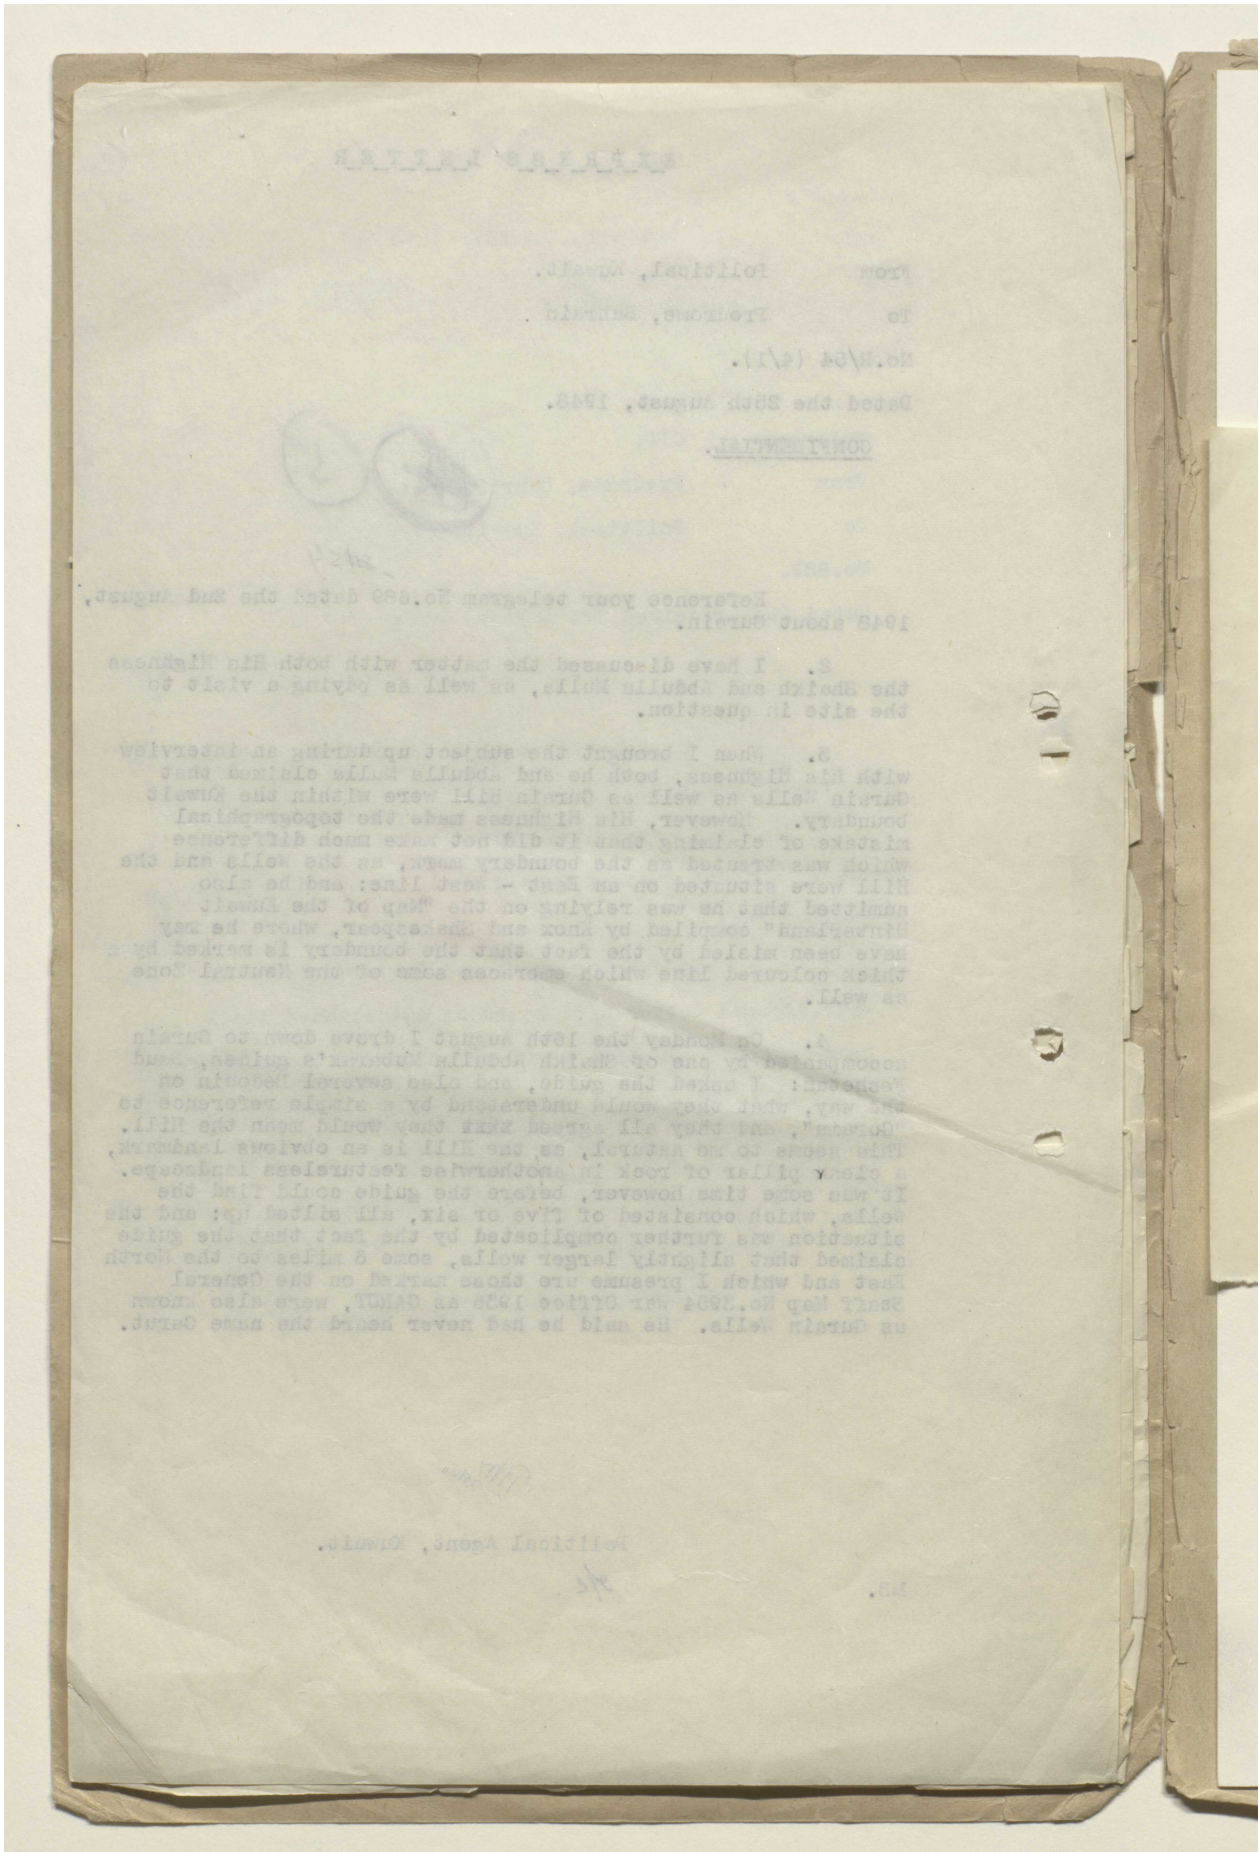 EXPRESS LETTER
From Political, Kuwait.
To Prodrome, Bahrain.
No.R/54 (4/1).
Dated the 25th August, 1948.
CONFIDENTIAL.
No.689.
Reference your telegram No.689 dated the 2nd August,
1948 about Gurain.
2. I have discussed the matter with both His Highness
the Shaikh and Abdulla Mulla, as well as paying a visit to
the site in question.
3. When I brought the subject up during an interview
with His Highness, both he and Abdulla Mulla claimed that
Gurain Wells as well as Gurain Hill were within the Kuwait
boundary. However, His Highness made the topographical
mistake of claiming that it did not make much difference
which was treated as the boundary mark, as the Wells and the
Hill were situated on an East - West line; and he also
admitted that he was relying on the "Map of the Kuwait
Hinterland" compiled by Knox and Shakespear, where he may
have been misled by the fact that the boundary is marked by a
thick coloured line which embraces some of the Neutral Zone
as well.
4. On Monday the 16th August I drove down to Gurain
accompanied by one of Shaikh Abdulla Mubarak's guides,
I asked the guide, and also several Bedouin on
the way, what they would understand by a simple reference to
"Gurain", and they all agreed they would mean the Hill.
This seems to me natural, as the Hill is an obvious landmark,
a clear pillar of rock in an otherwise featureless landscape.
It was some time however, before the guide could find the
Wells, which consisted of five or six, all silted up; and the
situation was further complicated by the fact that the guide
claimed that slightly larger wells, some 8 miles to the North
East and which I presume are those marked on the General
Staff Map No.3954 War Office 1936 as GARUT, were also known
as Gurain Wells. He said he had never heard the name Garut.
Political Agent, Kuwait.